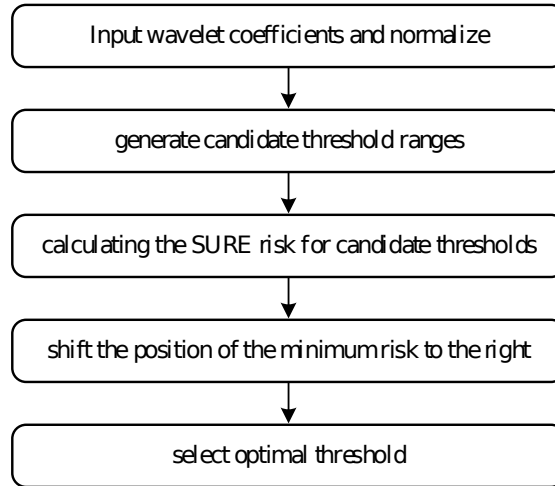 Input wavelet coefficients and normalize
generate candidate threshold ranges
calculating the SURE risk for candidate thresholds
shift the position of the minimum risk to the right
select optimal threshold